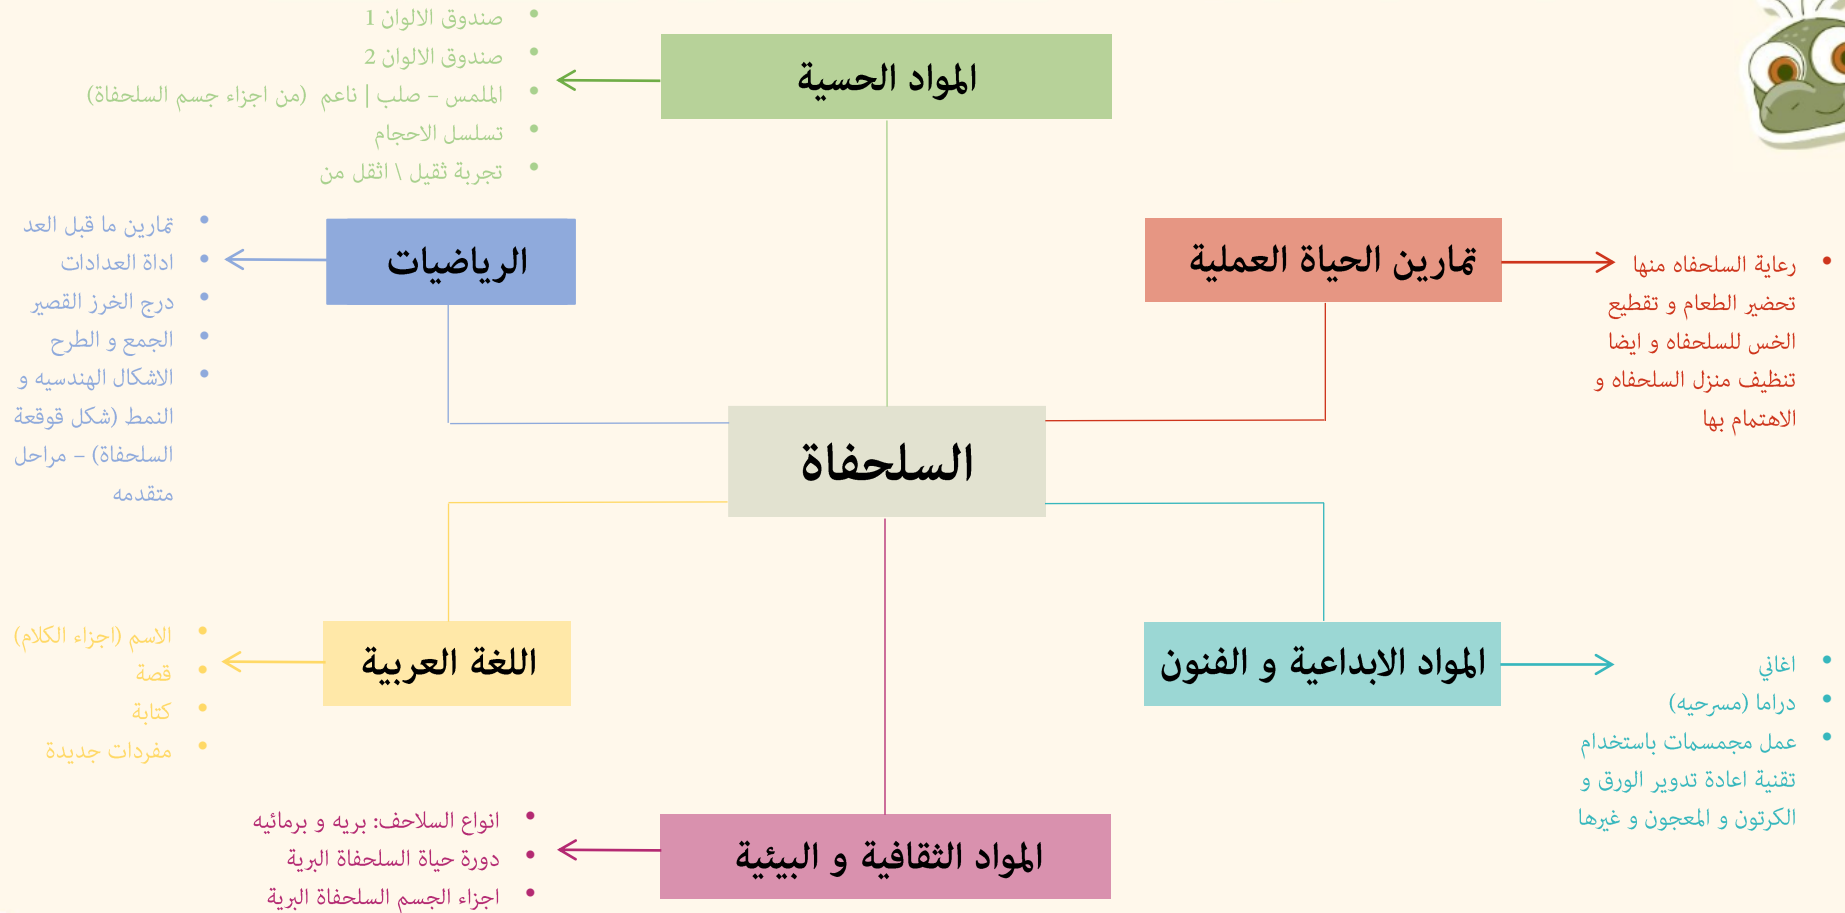 صندوق الالوان 1
صندوق الالوان 2
الملمس – صلب | ناعم (من اجزاء جسم السلحفاة)
تسلسل الاحجام
تجربة ثقيل \ اثقل من
المواد الحسية
تمارين الحياة العملية
رعاية السلحفاه منها
تحضير الطعام و تقطيع
الخس للسلحفاه و ايضا
تنظيف منزل السلحفاه و
الاهتمام بها
الرياضيات
تمارين ما قبل العد
اداة العدادات
درج الخرز القصير
الجمع و الطرح
الاشكال الهندسيه و
النمط (شكل قوقعة
السلحفاة) – مراحل
متقدمه
السلحفاة
المواد الابداعية و الفنون
اغاني
دراما (مسرحيه)
عمل مجمسمات باستخدام
تقنية اعادة تدوير الورق و
الكرتون و المعجون و غيرها
اللغة العربية
الاسم (اجزاء الكلام)
قصة
كتابة
مفردات جديدة
المواد الثقافية و البيئية
انواع السلاحف: بريه و برمائيه
دورة حياة السلحفاة البرية
اجزاء الجسم السلحفاة البرية